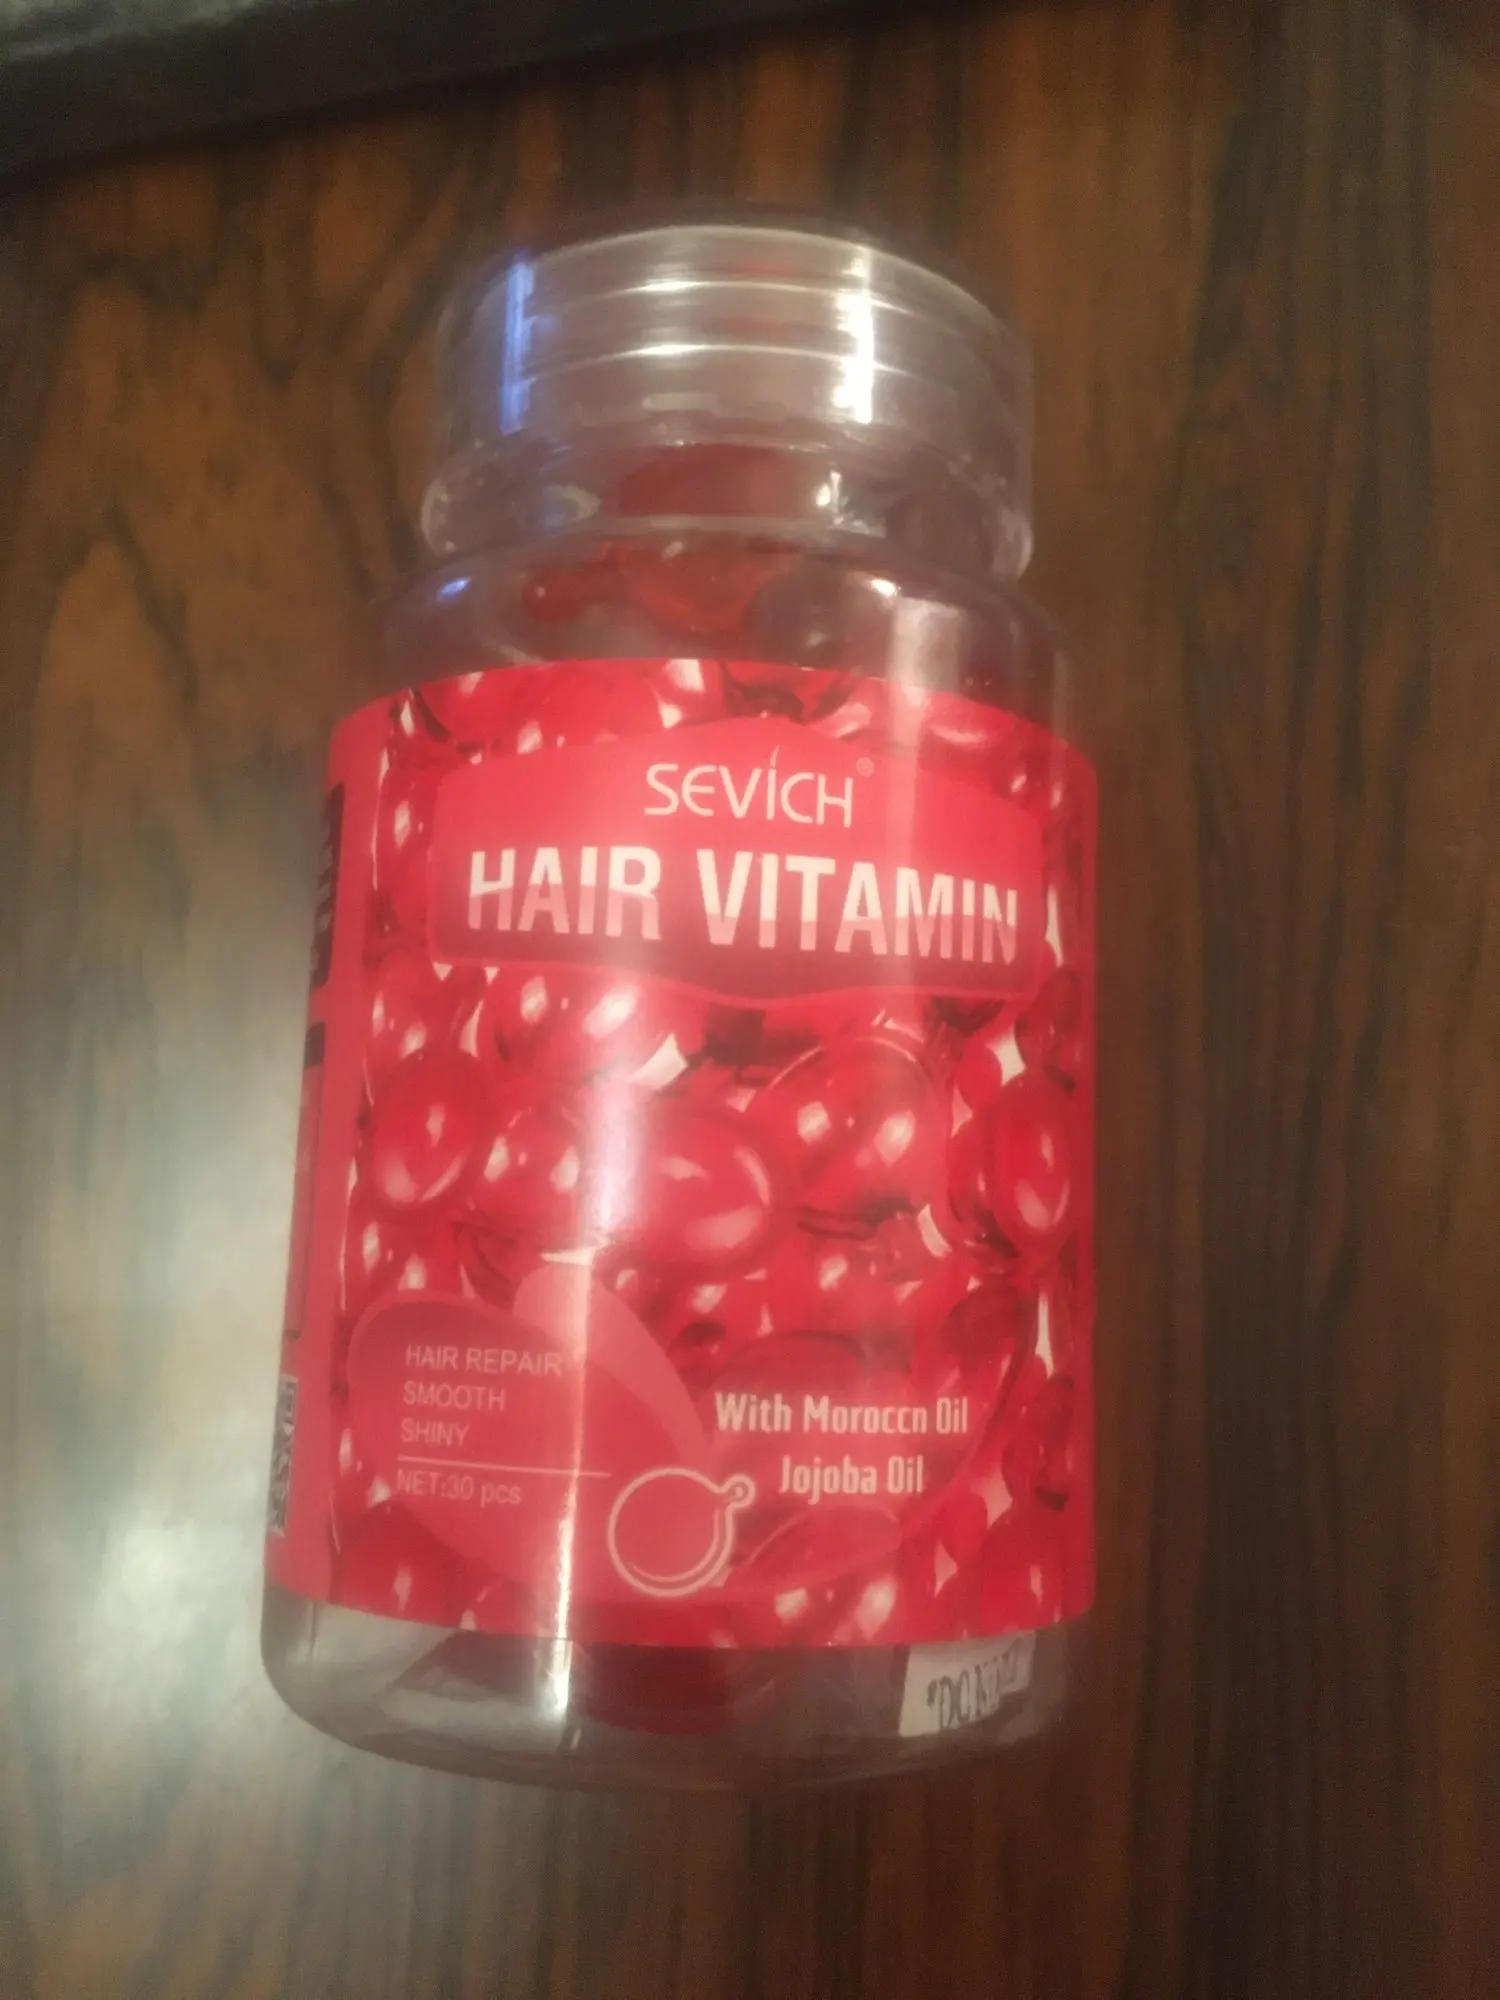 SEVICH®
HAIR VITAMIN
HAIR REPAIR
SMOOTH
SHINY
NET:30 pcs
With Moroccn Oil
Jojoba Oil